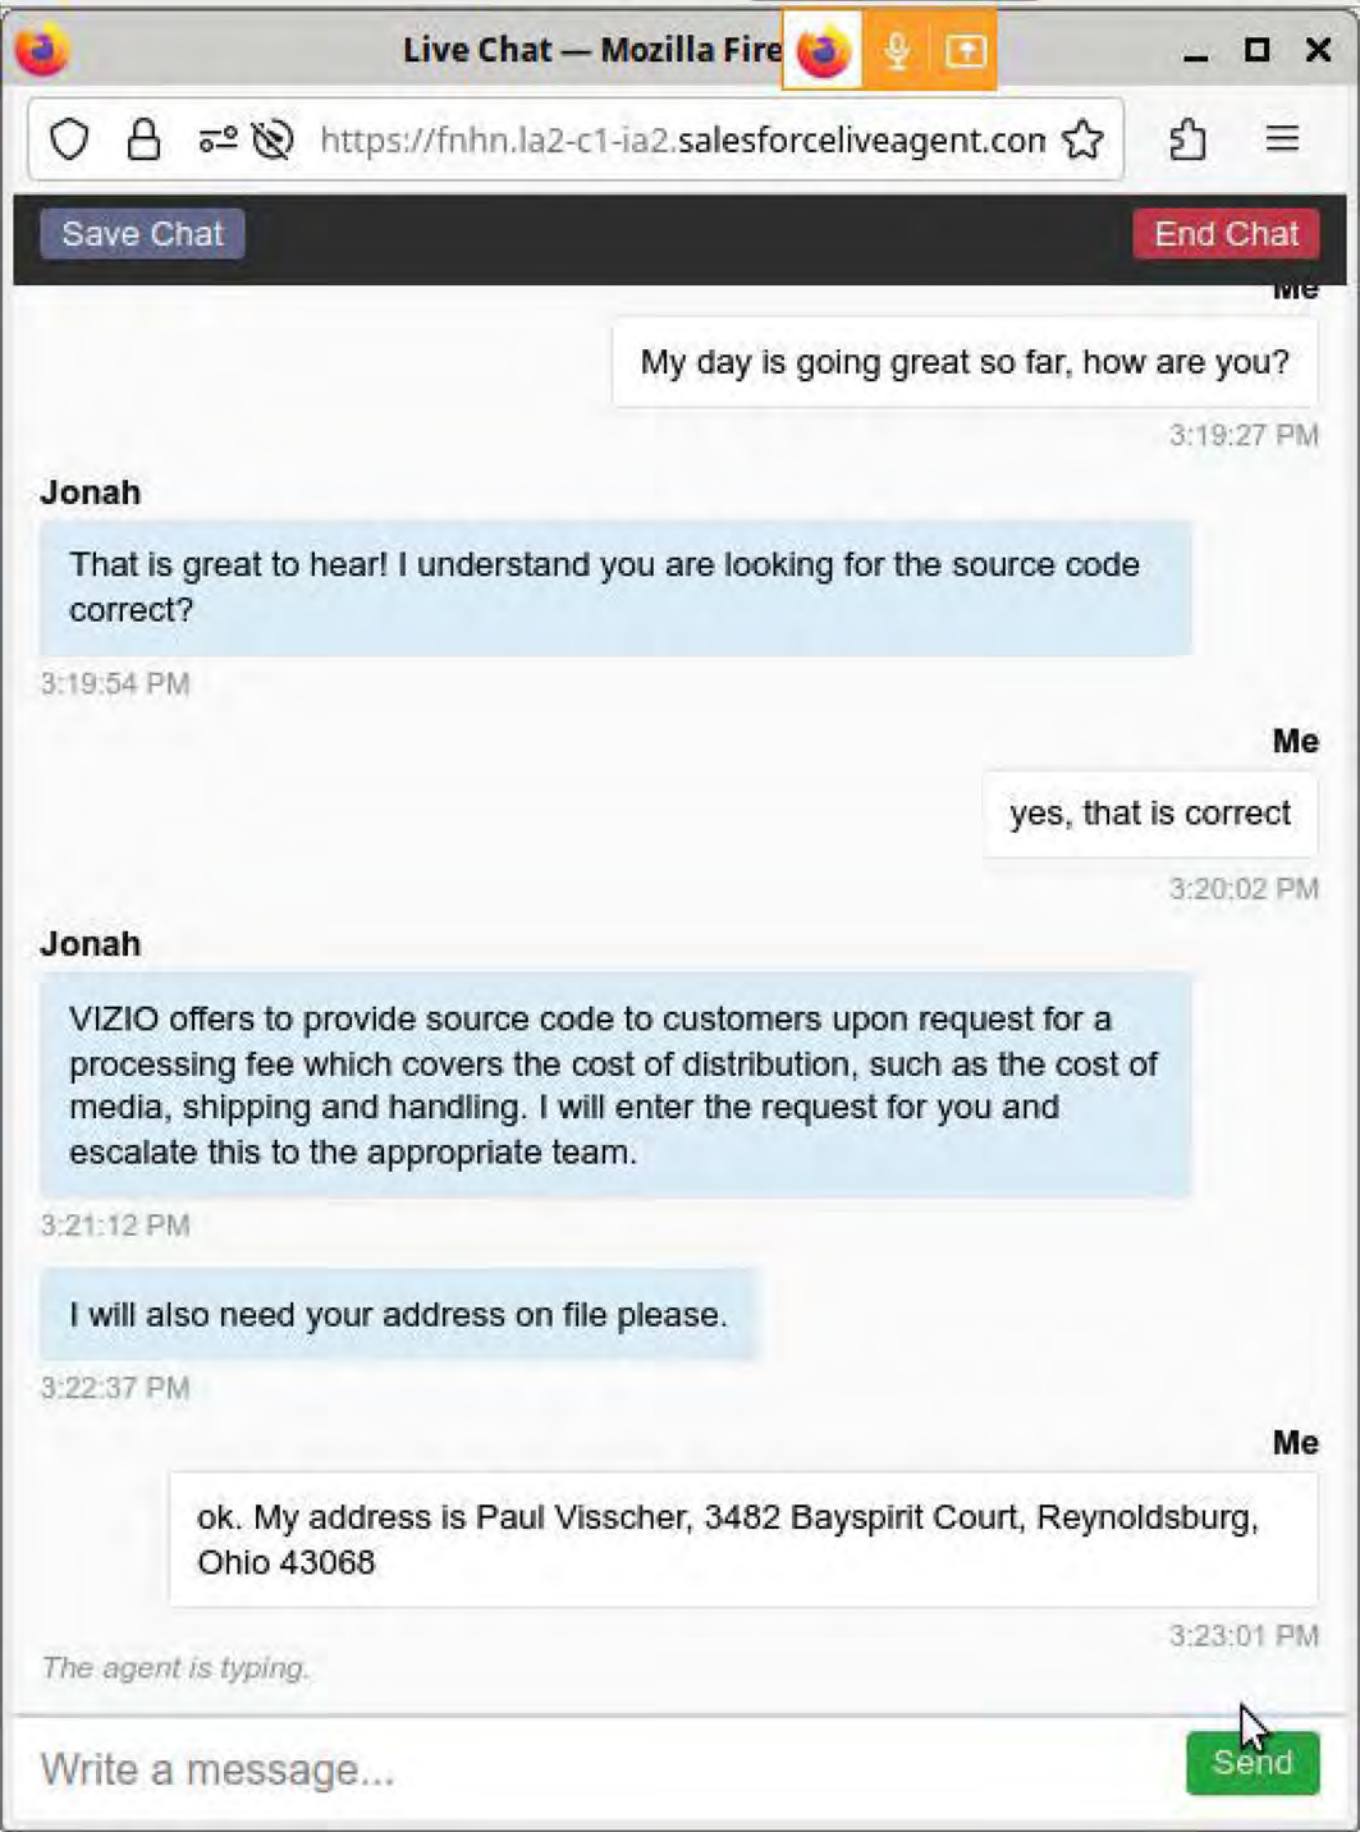 Live Chat — Mozilla Fire
https://fnhn.la2-c1-ia2.salesforceliveagent.con
Save Chat
End Chat
Me
My day is going great so far, how are you?
3:19:27 PM
Jonah
That is great to hear! I understand you are looking for the source code
correct?
3:19:54 PM
Me
yes, that is correct
3:20:02 PM
Jonah
VIZIO offers to provide source code to customers upon request for a
processing fee which covers the cost of distribution, such as the cost of
media, shipping and handling. I will enter the request for you and
escalate this to the appropriate team.
3:21:12 PM
I will also need your address on file please.
3:22:37 PM
Me
ok. My address is Paul Visscher, 3482 Bayspirit Court, Reynoldsburg,
Ohio 43068
3:23:01 PM
The agent is typing.
Write a message...
Send